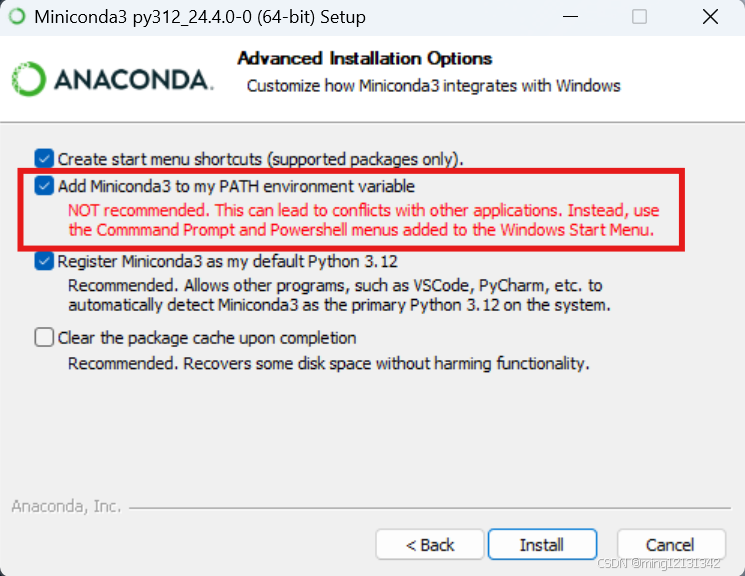 Miniconda3 py312_24.4.0-0 (64-bit) Setup
Advanced Installation Options
ANACONDA.
Customize how Miniconda3 integrates with Windows
Create start menu shortcuts (supported packages only).
Add Miniconda3 to my PATH environment variable
NOT recommended. This can lead to conflicts with other applications. Instead, use
the Commmand Prompt and Powershell menus added to the Windows Start Menu.
Register Miniconda3 as my default Python 3.12
Recommended. Allows other programs, such as VSCode, PyCharm, etc. to
automatically detect Miniconda3 as the primary Python 3.12 on the system.
Clear the package cache upon completion
Recommended. Recovers some disk space without harming functionality.
Anaconda, Inc.
< Back
Install
Cancel
CSDN @ming12131342